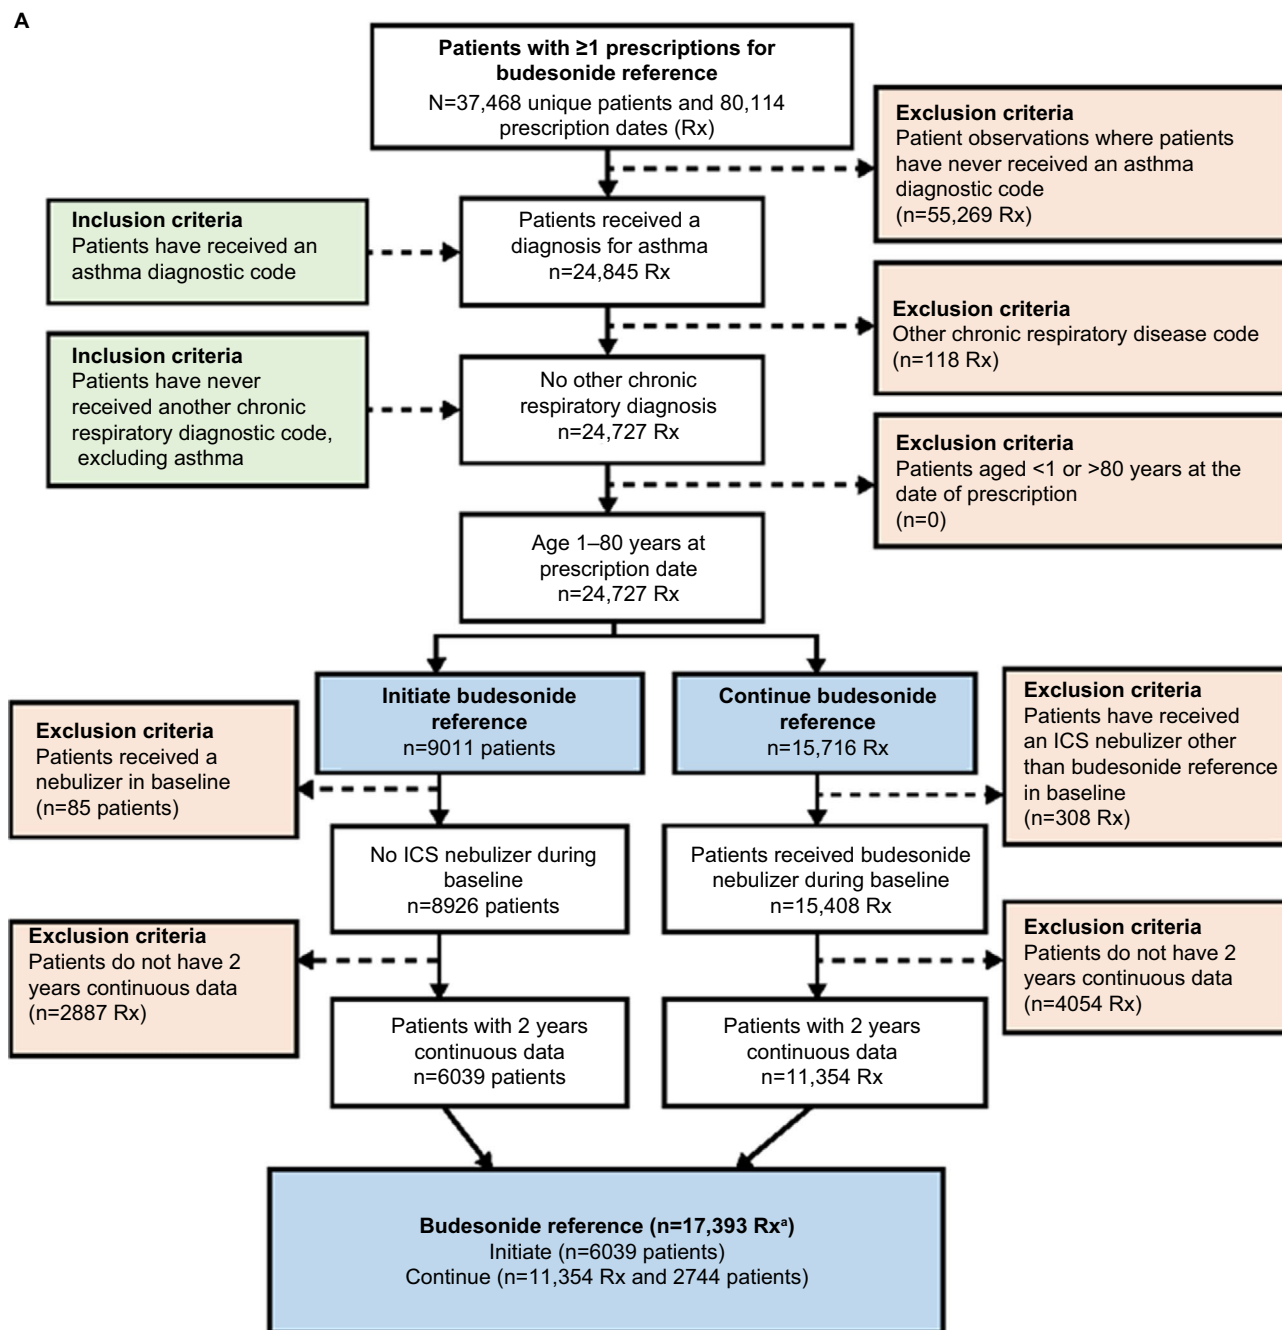 A
Patients with ≥1 prescriptions for
budesonide reference
N=37,468 unique patients and 80,114
prescription dates (Rx)
Exclusion criteria
Patient observations where patients
have never received an asthma
diagnostic code
(n=55,269 Rx)
Inclusion criteria
Patients have received an
asthma diagnostic code
Patients received a
diagnosis for asthma
n=24,845 Rx
Exclusion criteria
Other chronic respiratory disease code
(n=118 Rx)
Inclusion criteria
Patients have never
received another chronic
respiratory diagnostic code,
excluding asthma
No other chronic
respiratory diagnosis
n=24,727 Rx
Exclusion criteria
Patients aged <1 or >80 years at the
date of prescription
(n=0)
Age 1–80 years at
prescription date
n=24,727 Rx
Initiate budesonide
reference
n=9011 patients
Continue budesonide
reference
n=15,716 Rx
Exclusion criteria
Patients received a
nebulizer in baseline
(n=85 patients)
Exclusion criteria
Patients have received
an ICS nebulizer other
than budesonide reference
in baseline
(n=308 Rx)
No ICS nebulizer during
baseline
n=8926 patients
Patients received budesonide
nebulizer during baseline
n=15,408 Rx
Exclusion criteria
Patients do not have 2
years continuous data
(n=2887 Rx)
Exclusion criteria
Patients do not have 2
years continuous data
(n=4054 Rx)
Patients with 2 years
continuous data
n=6039 patients
Patients with 2 years
continuous data
n=11,354 Rx
Budesonide reference (n=17,393 Rxᵃ)
Initiate (n=6039 patients)
Continue (n=11,354 Rx and 2744 patients)